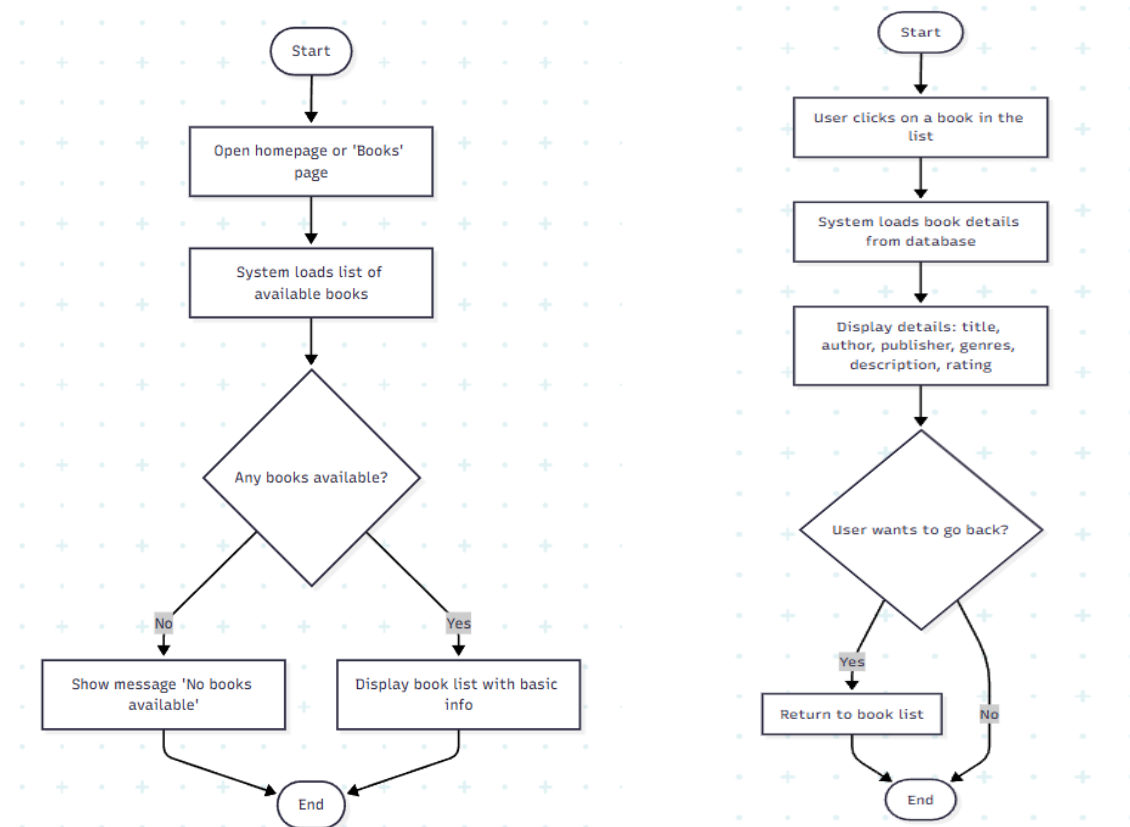 Start
Open homepage or 'Books'
page
System loads list of
available books
Any books available?
No
Yes
Show message 'No books
available'
Display book list with basic
info
End
Start
User clicks on a book in the
list
System loads book details
from database
Display details: title,
author, publisher, genres,
description, rating
User wants to go back?
Yes
Return to book list
No
End